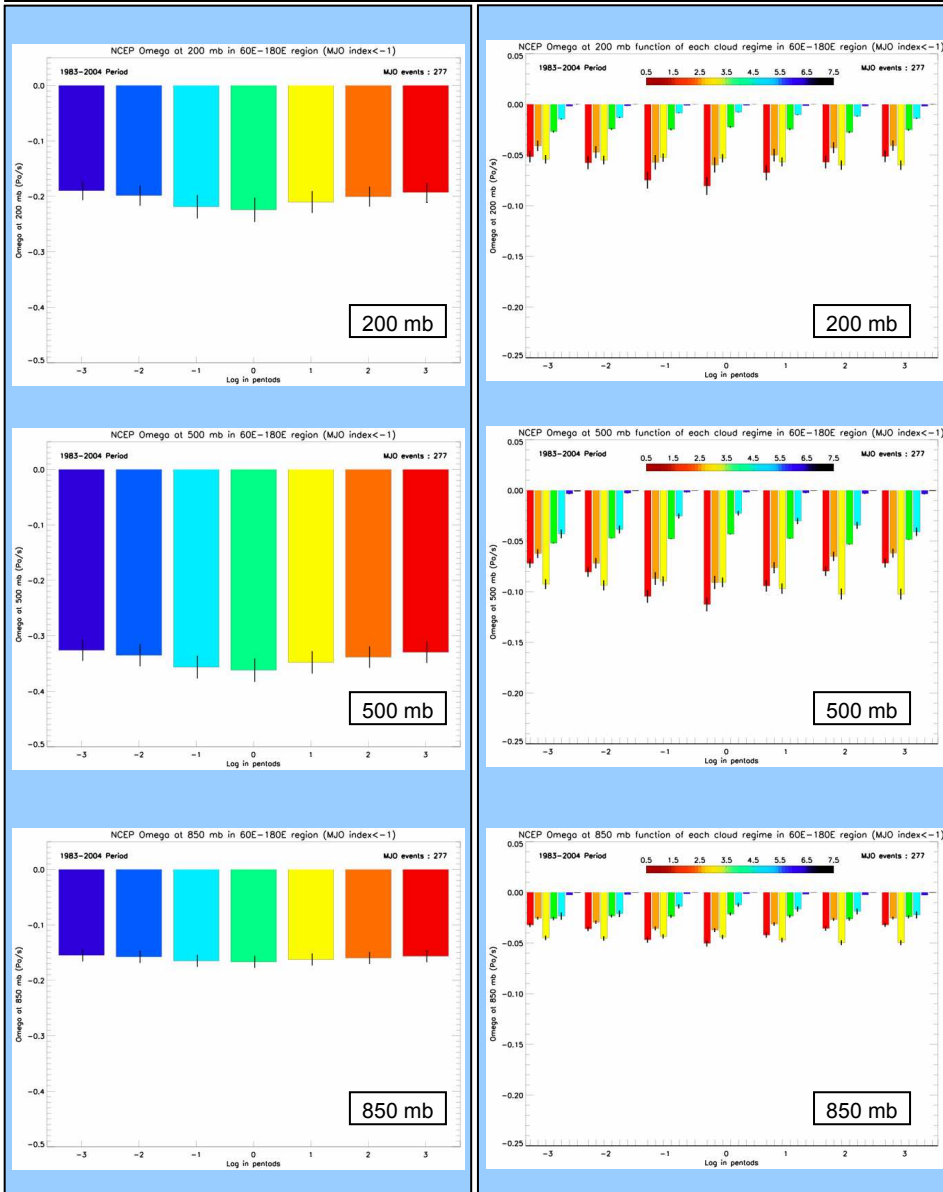 NCEP Omega at 200 mb in 60E-180E region (MJO index<-1)
1983-2004 Period MJO events : 277
0.0
-0.1
-0.2
-0.3
-0.4
-0.5
Omega at 200 mb (Pa/s)
200 mb
-3 -2 -1 0 1 2 3
Lag in pentads
NCEP Omega at 200 mb function of each cloud regime in 60E-180E region (MJO index<-1)
0.05
1983-2004 Period MJO events : 277
0.5 1.5 2.5 3.5 4.5 5.5 6.5 7.5
0.00
-0.05
-0.10
-0.15
-0.20
-0.25
Omega at 200 mb (Pa/s)
200 mb
-3 -2 -1 0 1 2 3
Lag in pentads
NCEP Omega at 500 mb in 60E-180E region (MJO index<-1)
1983-2004 Period MJO events : 277
0.0
-0.1
-0.2
-0.3
-0.4
-0.5
Omega at 500 mb (Pa/s)
500 mb
-3 -2 -1 0 1 2 3
Lag in pentads
NCEP Omega at 500 mb function of each cloud regime in 60E-180E region (MJO index<-1)
0.05
1983-2004 Period MJO events : 277
0.5 1.5 2.5 3.5 4.5 5.5 6.5 7.5
0.00
-0.05
-0.10
-0.15
-0.20
-0.25
Omega at 500 mb (Pa/s)
500 mb
-3 -2 -1 0 1 2 3
Lag in pentads
NCEP Omega at 850 mb in 60E-180E region (MJO index<-1)
1983-2004 Period MJO events : 277
0.0
-0.1
-0.2
-0.3
-0.4
-0.5
Omega at 850 mb (Pa/s)
850 mb
-3 -2 -1 0 1 2 3
Lag in pentads
NCEP Omega at 850 mb function of each cloud regime in 60E-180E region (MJO index<-1)
0.05
1983-2004 Period MJO events : 277
0.5 1.5 2.5 3.5 4.5 5.5 6.5 7.5
0.00
-0.05
-0.10
-0.15
-0.20
-0.25
Omega at 850 mb (Pa/s)
850 mb
-3 -2 -1 0 1 2 3
Lag in pentads